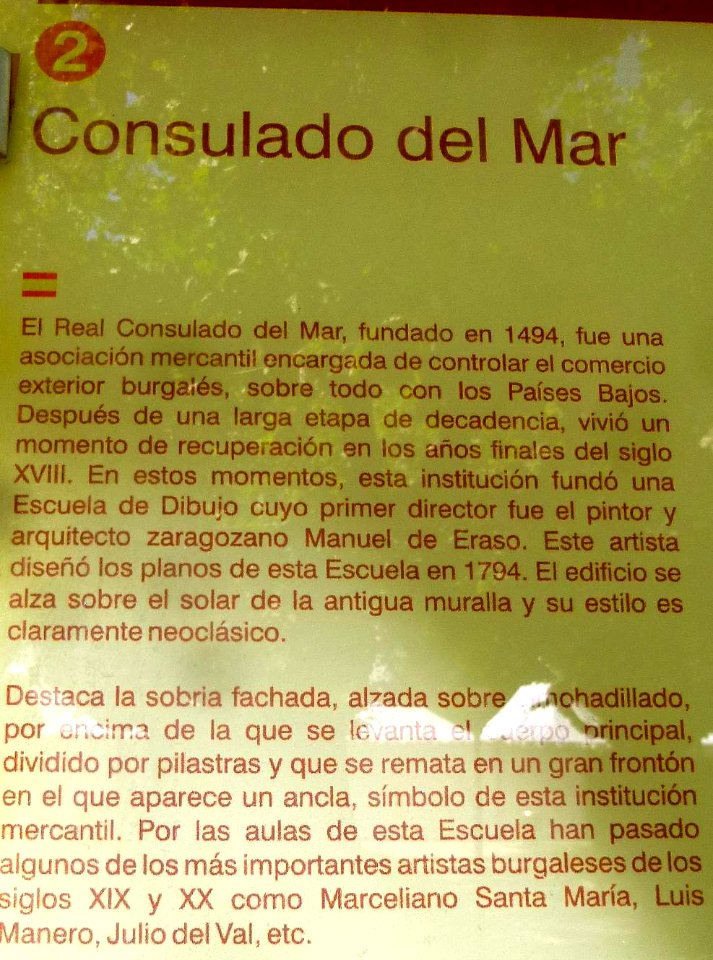 2
Consulado del Mar
El Real Consulado del Mar, fundado en 1494, fue una
asociación mercantil encargada de controlar el comercio
exterior burgalés, sobre todo con los Países Bajos.
Después de una larga etapa de decadencia, vivió un
momento de recuperación en los años finales del siglo
XVIII. En estos momentos, esta institución fundó una
Escuela de Dibujo cuyo primer director fue el pintor y
arquitecto zaragozano Manuel de Eraso. Este artista
diseñó los planos de esta Escuela en 1794. El edificio se
alza sobre el solar de la antigua muralla y su estilo es
claramente neoclásico.
Destaca la sobria fachada, alzada sobre almohadillado,
por encima de la que se levanta el cuerpo principal,
dividido por pilastras y que se remata en un gran frontón
en el que aparece un ancla, símbolo de esta institución
mercantil. Por las aulas de esta Escuela han pasado
algunos de los más importantes artistas burgaleses de los
siglos XIX y XX como Marceliano Santa María, Luis
Manero, Julio del Val, etc.